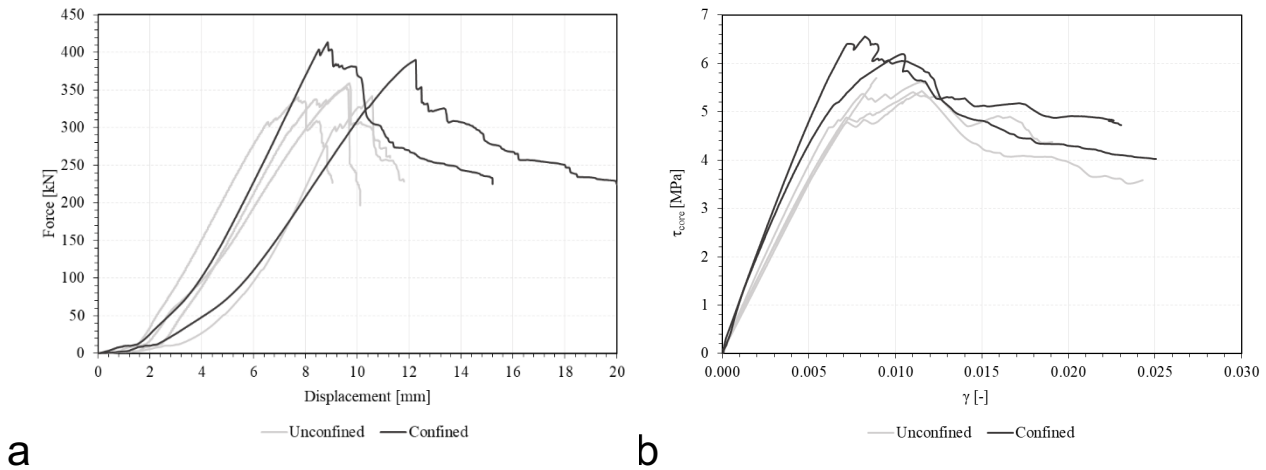 450
400
350
300
250
200
150
100
50
0
Force [kN]
0 2 4 6 8 10 12 14 16 18 20
Displacement [mm]
Unconfined Confined
a
7
6
5
4
3
2
1
0
τcore [MPa]
0.000 0.005 0.010 0.015 0.020 0.025 0.030
γ [-]
Unconfined Confined
b